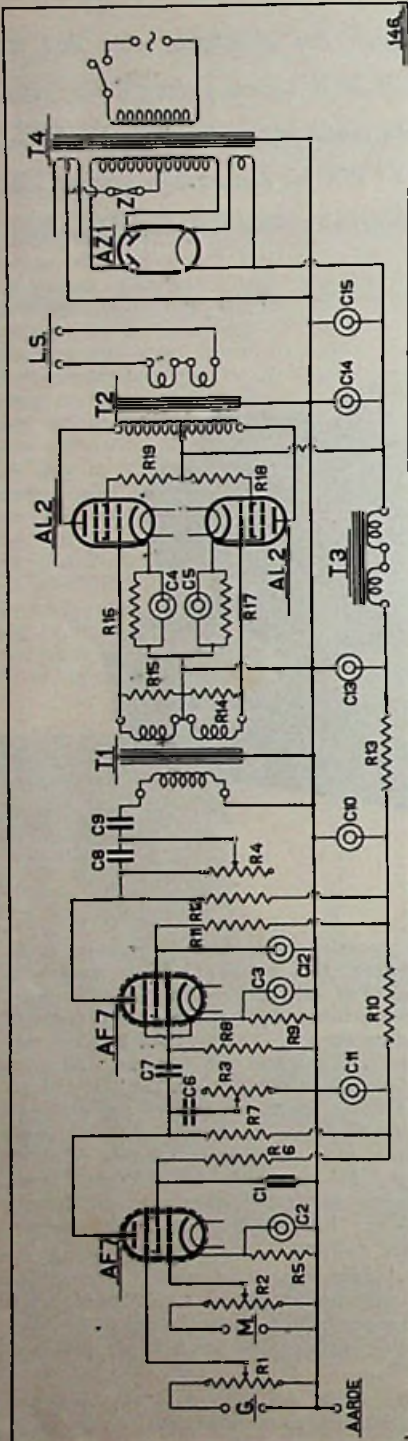 146
T4
L.S.
AZ1
Z
T2
AL2
R19
R18
AL2
R16
C4
C5
R17
R15
R14
T1
C8
C9
R4
AF7
R12
R11
C7
C6
R3
R8
C3
C12
R9
R7
R6
AF7
C1
C2
R5
R2
M
R1
G
AARDE
C15
C14
T3
C13
R13
C10
R10
C11